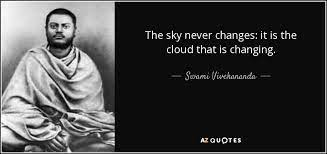 The sky never changes: it is the
cloud that is changing.
Swami Vivekananda
AZ QUOTES